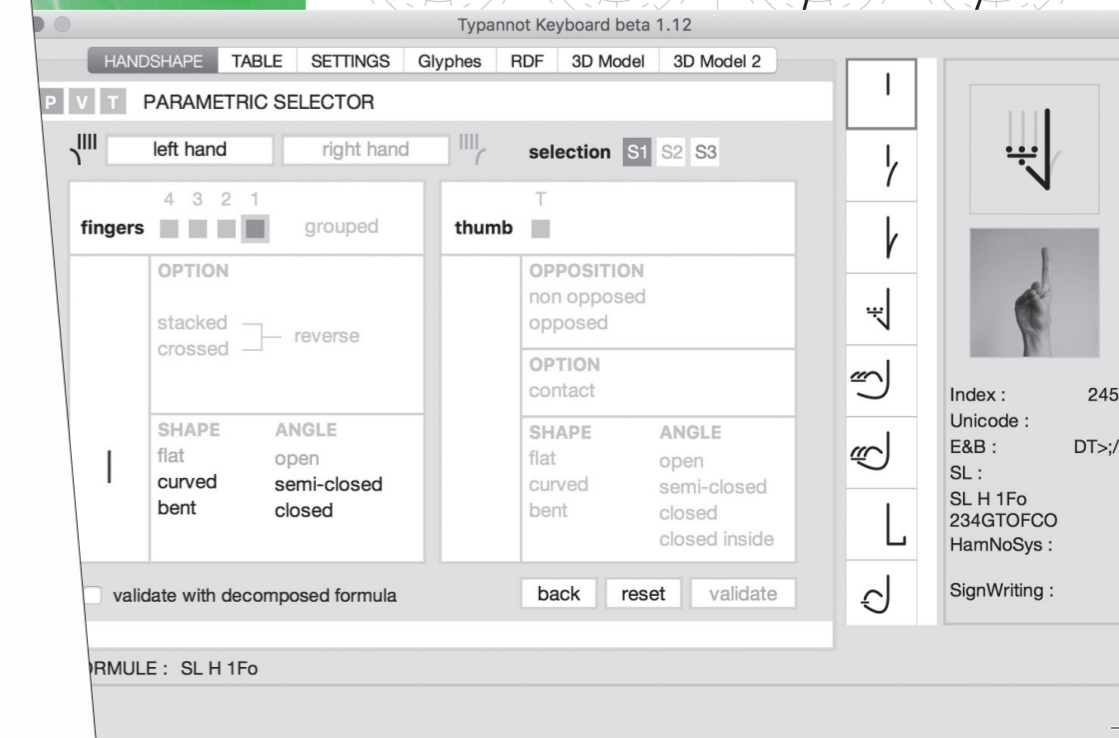 Typannot Keyboard beta 1.12
HANDSHAPE TABLE SETTINGS Glyphes RDF 3D Model 3D Model 2
P V T PARAMETRIC SELECTOR
left hand right hand selection S1 S2 S3
4 3 2 1
fingers grouped
OPTION
stacked
crossed
reverse
SHAPE ANGLE
flat open
curved semi-closed
bent closed
T
thumb
OPPOSITION
non opposed
opposed
OPTION
contact
SHAPE ANGLE
flat open
curved semi-closed
bent closed
closed inside
validate with decomposed formula back reset validate
RMULE : SL H 1Fo
Index : 245
Unicode :
E&B : DT>;/
SL :
SL H 1Fo
234GTOFCO
HamNoSys :
SignWriting :